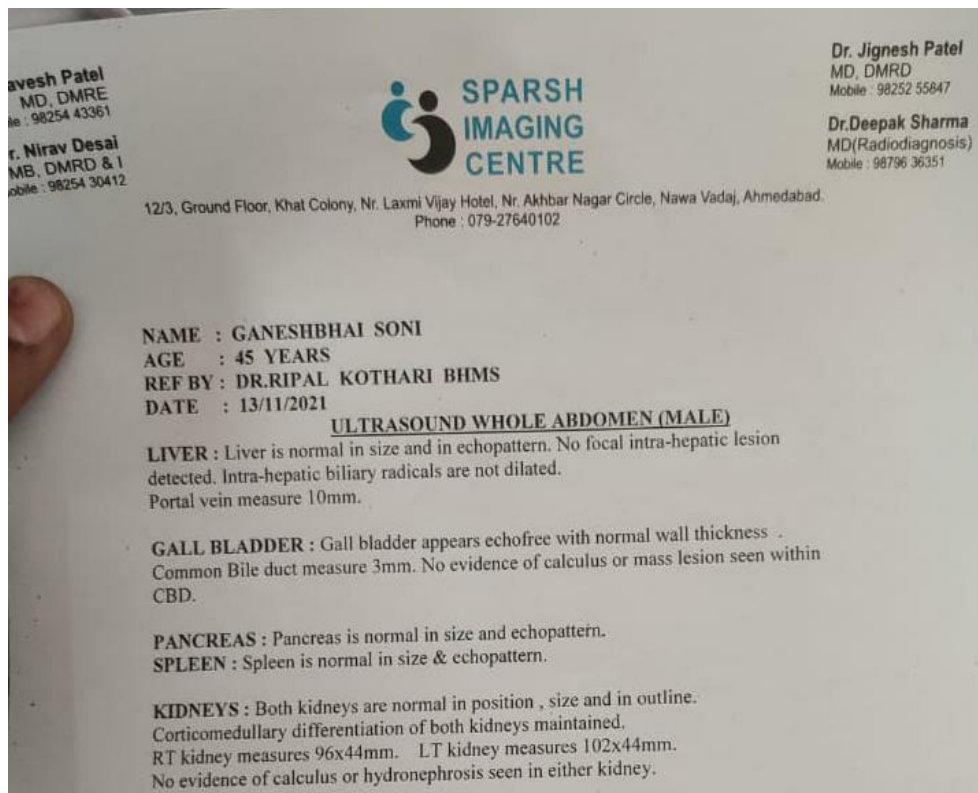 avesh Patel
MD, DMRE
le : 98254 43361
r. Nirav Desai
MB, DMRD & I
obile : 98254 30412
SPARSH
IMAGING
CENTRE
Dr. Jignesh Patel
MD, DMRD
Mobile : 98252 55847
Dr.Deepak Sharma
MD(Radiodiagnosis)
Mobile : 98796 36351
12/3, Ground Floor, Khat Colony, Nr. Laxmi Vijay Hotel, Nr. Akhbar Nagar Circle, Nawa Vadaj, Ahmedabad.
Phone : 079-27640102
NAME : GANESHBHAI SONI
AGE : 45 YEARS
REF BY : DR.RIPAL KOTHARI BHMS
DATE : 13/11/2021
ULTRASOUND WHOLE ABDOMEN (MALE)
LIVER : Liver is normal in size and in echopattern. No focal intra-hepatic lesion
detected. Intra-hepatic biliary radicals are not dilated.
Portal vein measure 10mm.
GALL BLADDER : Gall bladder appears echofree with normal wall thickness .
Common Bile duct measure 3mm. No evidence of calculus or mass lesion seen within
CBD.
PANCREAS : Pancreas is normal in size and echopattern.
SPLEEN : Spleen is normal in size & echopattern.
KIDNEYS : Both kidneys are normal in position , size and in outline.
Corticomedullary differentiation of both kidneys maintained.
RT kidney measures 96x44mm. LT kidney measures 102x44mm.
No evidence of calculus or hydronephrosis seen in either kidney.